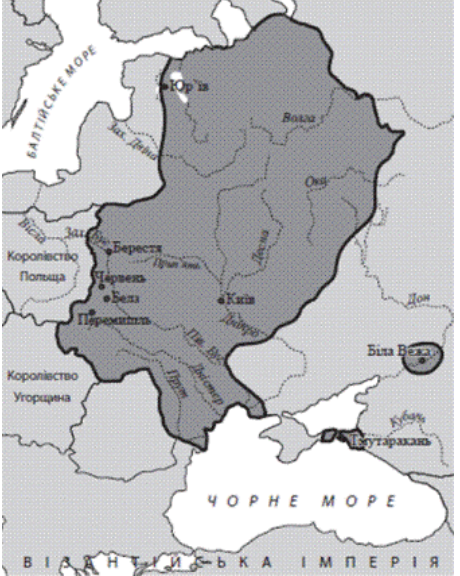 БАЛТІЙСЬКЕ МОРЕ
Юр'їв
Волга
Зах. Двіна
Ока
Вісла
Зах. Буг
Берестя
Десна
Королівство
Польща
Прип'ять
Червень
Белз
Київ
Дніпро
Дон
Перемишль
Пд. Буг
Біла Вежа
Королівство
Угорщина
Прут
Дністер
Кубань
Тмутаракань
ЧОРНЕ МОРЕ
ВІЗАНТІЙСЬКА ІМПЕРІЯ